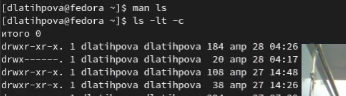 [dlatihpova@fedora ~]$ man ls
[dlatihpova@fedora ~]$ ls -lt -c
итого 0
drwxr-xr-x. 1 dlatihpova dlatihpova 184 апр 28 04:26
drwx------. 1 dlatihpova dlatihpova  20 апр 28 04:17
drwxr-xr-x. 1 dlatihpova dlatihpova 108 апр 27 14:48
drwxr-xr-x. 1 dlatihpova dlatihpova  38 апр 27 14:26